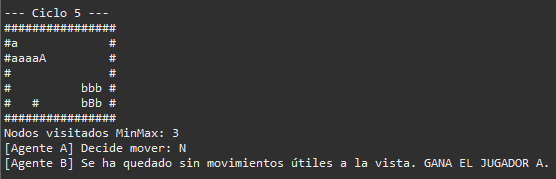 --- Ciclo 5 ---
################
#a             #
#aaaaA         #
#              #
#          bbb #
#   #      bBb #
################
Nodos visitados MinMax: 3
[Agente A] Decide mover: N
[Agente B] Se ha quedado sin movimientos útiles a la vista. GANA EL JUGADOR A.